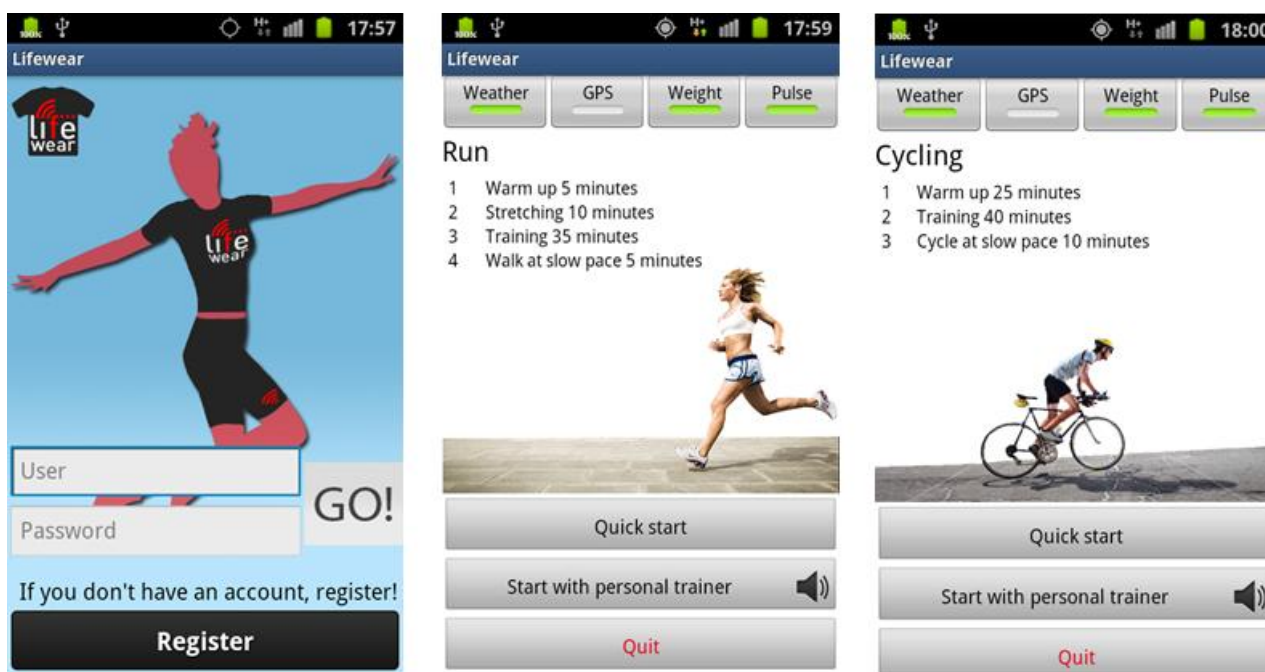 100% H+ 17:57
Lifewear
life
wear
life
wear
User
Password
GO!
If you don't have an account, register!
Register
100% H+ 17:59
Lifewear
Weather GPS Weight Pulse
Run
1 Warm up 5 minutes
2 Stretching 10 minutes
3 Training 35 minutes
4 Walk at slow pace 5 minutes
Quick start
Start with personal trainer
Quit
100% H+ 18:00
Lifewear
Weather GPS Weight Pulse
Cycling
1 Warm up 25 minutes
2 Training 40 minutes
3 Cycle at slow pace 10 minutes
Quick start
Start with personal trainer
Quit